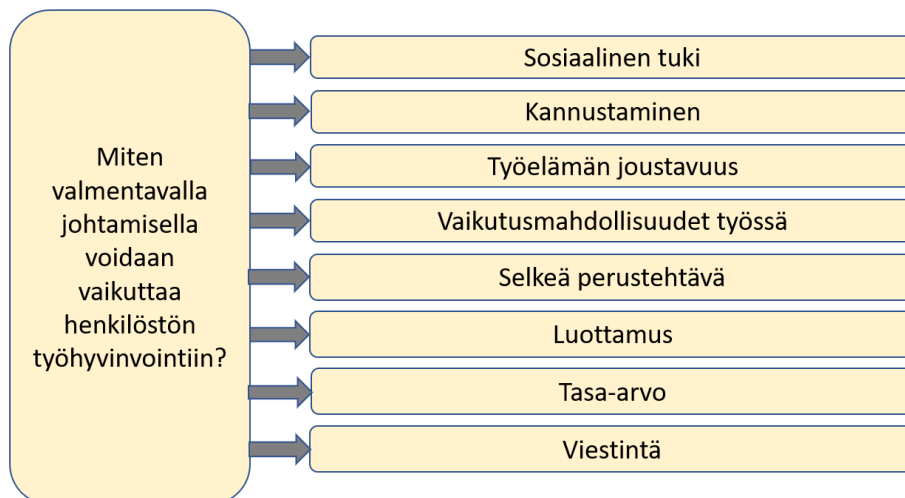 Miten
valmentavalla
johtamisella
voidaan
vaikuttaa
henkilöstön
työhyvinvointiin?
Sosiaalinen tuki
Kannustaminen
Työelämän joustavuus
Vaikutusmahdollisuudet työssä
Selkeä perustehtävä
Luottamus
Tasa-arvo
Viestintä